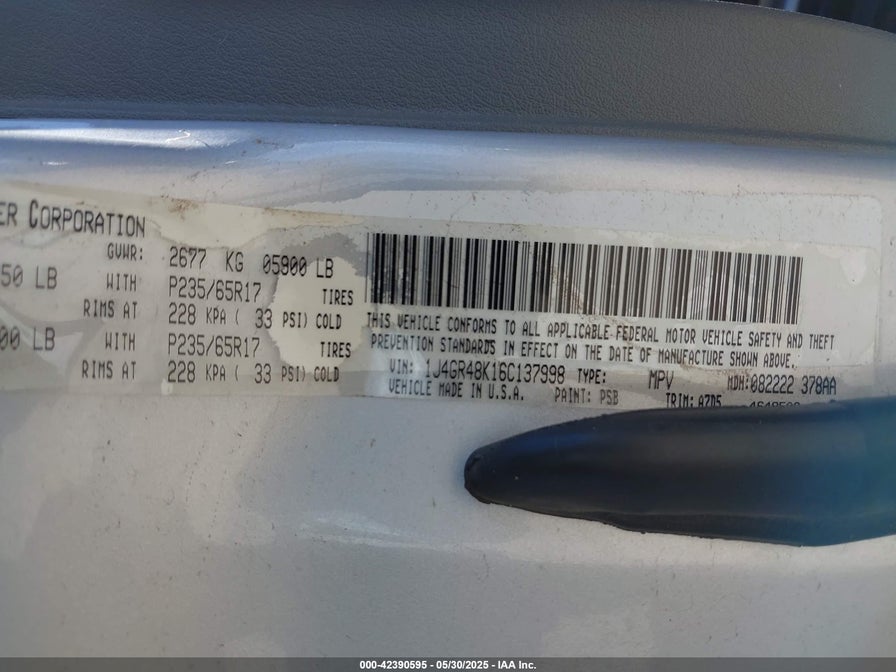 ER CORPORATION
GVWR: 2677 KG 05900 LB
50 LB WITH P235/65R17 TIRES
RIMS AT 228 KPA ( 33 PSI) COLD
00 LB WITH P235/65R17 TIRES
RIMS AT 228 KPA ( 33 PSI) COLD
THIS VEHICLE CONFORMS TO ALL APPLICABLE FEDERAL MOTOR VEHICLE SAFETY AND THEFT
PREVENTION STANDARDS IN EFFECT ON THE DATE OF MANUFACTURE SHOWN ABOVE.
VIN: 1J4GR48K16C137998 TYPE: MPV MDH: 082222 378AA
VEHICLE MADE IN U.S.A. PAINT: PSB TRIM: AZD5
000-42390595 - 05/30/2025 - IAA Inc.